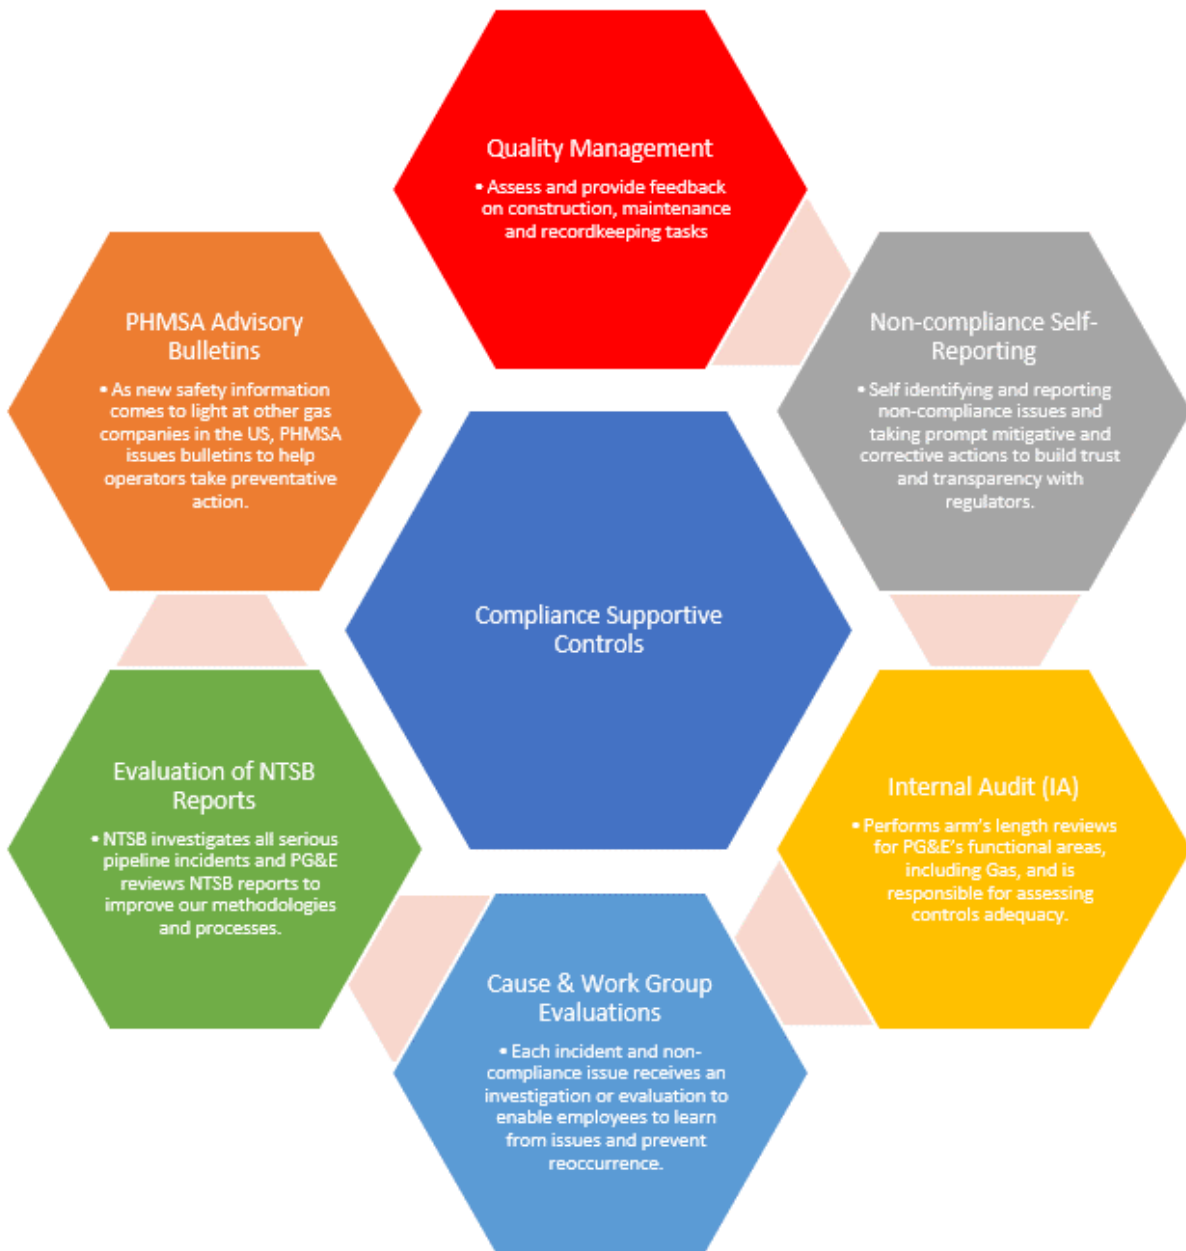 Quality Management
• Assess and provide feedback
on construction, maintenance
and recordkeeping tasks
Non-compliance Self-
Reporting
• Self identifying and reporting
non-compliance issues and
taking prompt mitigative and
corrective actions to build trust
and transparency with
regulators.
Internal Audit (IA)
• Performs arm's length reviews
for PG&E's functional areas,
including Gas, and is
responsible for assessing
controls adequacy.
Cause & Work Group
Evaluations
• Each incident and non-
compliance issue receives an
investigation or evaluation to
enable employees to learn
from issues and prevent
reoccurrence.
Evaluation of NTSB
Reports
• NTSB investigates all serious
pipeline incidents and PG&E
reviews NTSB reports to
improve our methodologies
and processes.
PHMSA Advisory
Bulletins
• As new safety information
comes to light at other gas
companies in the US, PHMSA
issues bulletins to help
operators take preventative
action.
Compliance Supportive
Controls